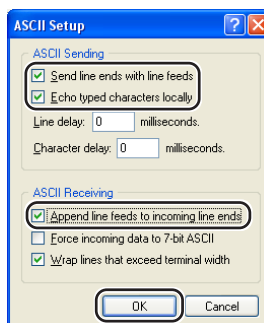 ASCII Setup
ASCII Sending
Send line ends with line feeds
Echo typed characters locally
Line delay: 0 milliseconds.
Character delay: 0 milliseconds.
ASCII Receiving
Append line feeds to incoming line ends
Force incoming data to 7-bit ASCII
Wrap lines that exceed terminal width
OK Cancel